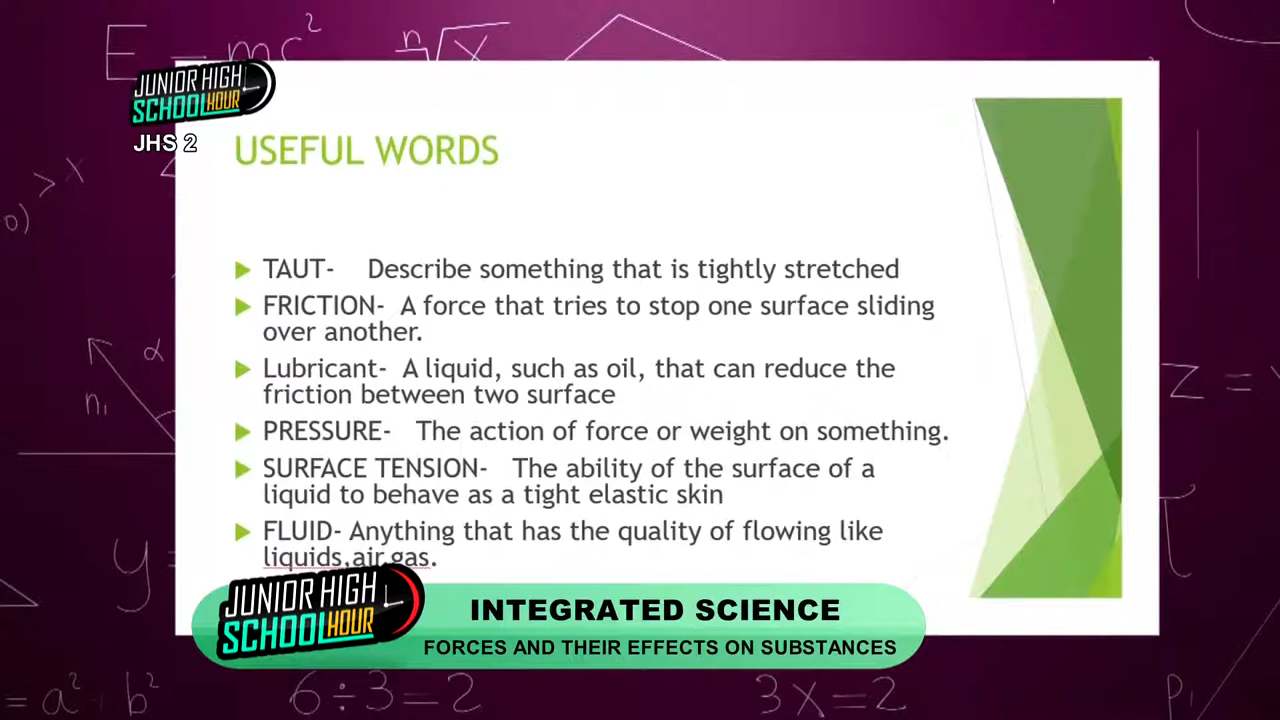 E = mc²
n√x
JUNIOR HIGH
SCHOOL HOUR
JHS 2
USEFUL WORDS
> x
TAUT- Describe something that is tightly stretched
FRICTION- A force that tries to stop one surface sliding
over another.
α
Lubricant- A liquid, such as oil, that can reduce the
friction between two surface
n₁
z =
PRESSURE- The action of force or weight on something.
SURFACE TENSION- The ability of the surface of a
liquid to behave as a tight elastic skin
FLUID- Anything that has the quality of flowing like
liquids,air,gas.
y =
JUNIOR HIGH
SCHOOL HOUR
INTEGRATED SCIENCE
FORCES AND THEIR EFFECTS ON SUBSTANCES
= a² + b²
6÷3=2
3x=2